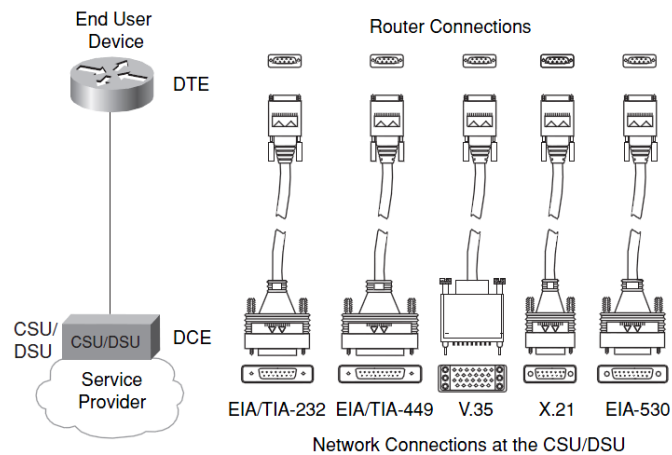 End User
Device
Router Connections
DTE
CSU/
DSU
CSU/DSU
DCE
Service
Provider
EIA/TIA-232 EIA/TIA-449 V.35 X.21 EIA-530
Network Connections at the CSU/DSU